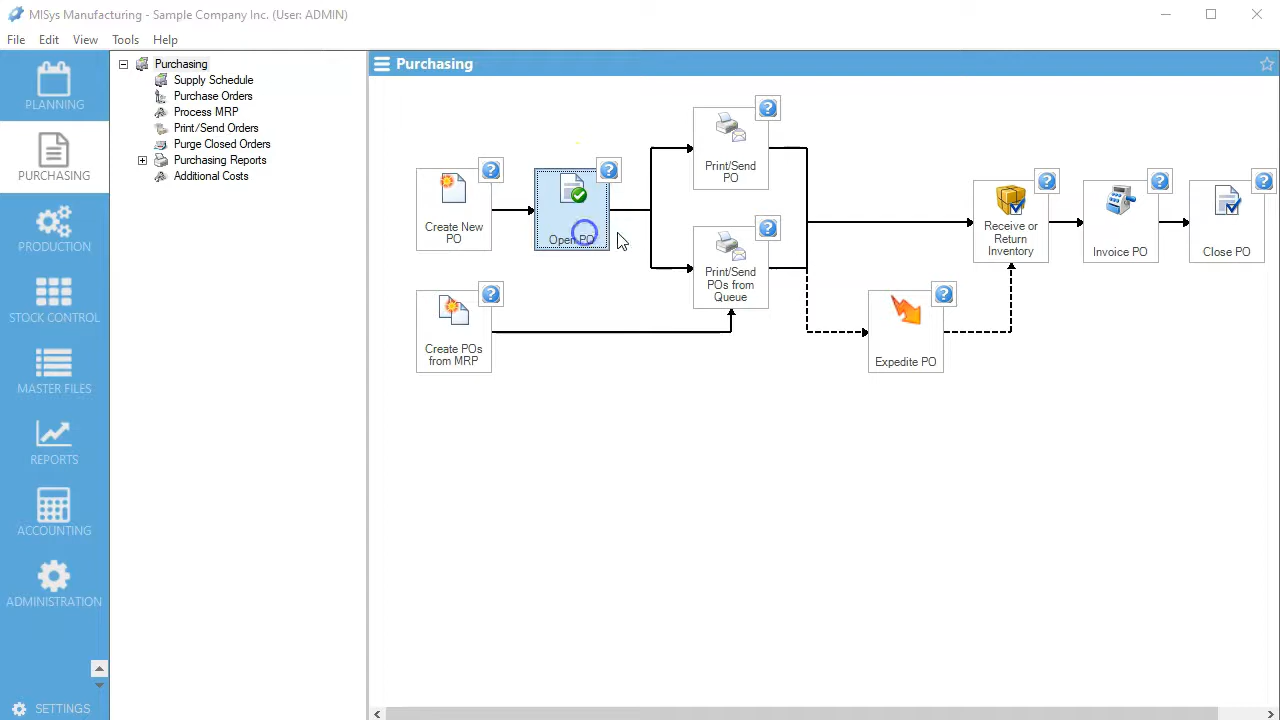 MISys Manufacturing - Sample Company Inc. (User: ADMIN)
File Edit View Tools Help
PLANNING
PURCHASING
PRODUCTION
STOCK CONTROL
MASTER FILES
REPORTS
ACCOUNTING
ADMINISTRATION
SETTINGS
Purchasing
Supply Schedule
Purchase Orders
Process MRP
Print/Send Orders
Purge Closed Orders
Purchasing Reports
Additional Costs
Purchasing
Create New
PO
Open PO
Print/Send
PO
Print/Send
POs from
Queue
Create POs
from MRP
Expedite PO
Receive or
Return
Inventory
Invoice PO
Close PO